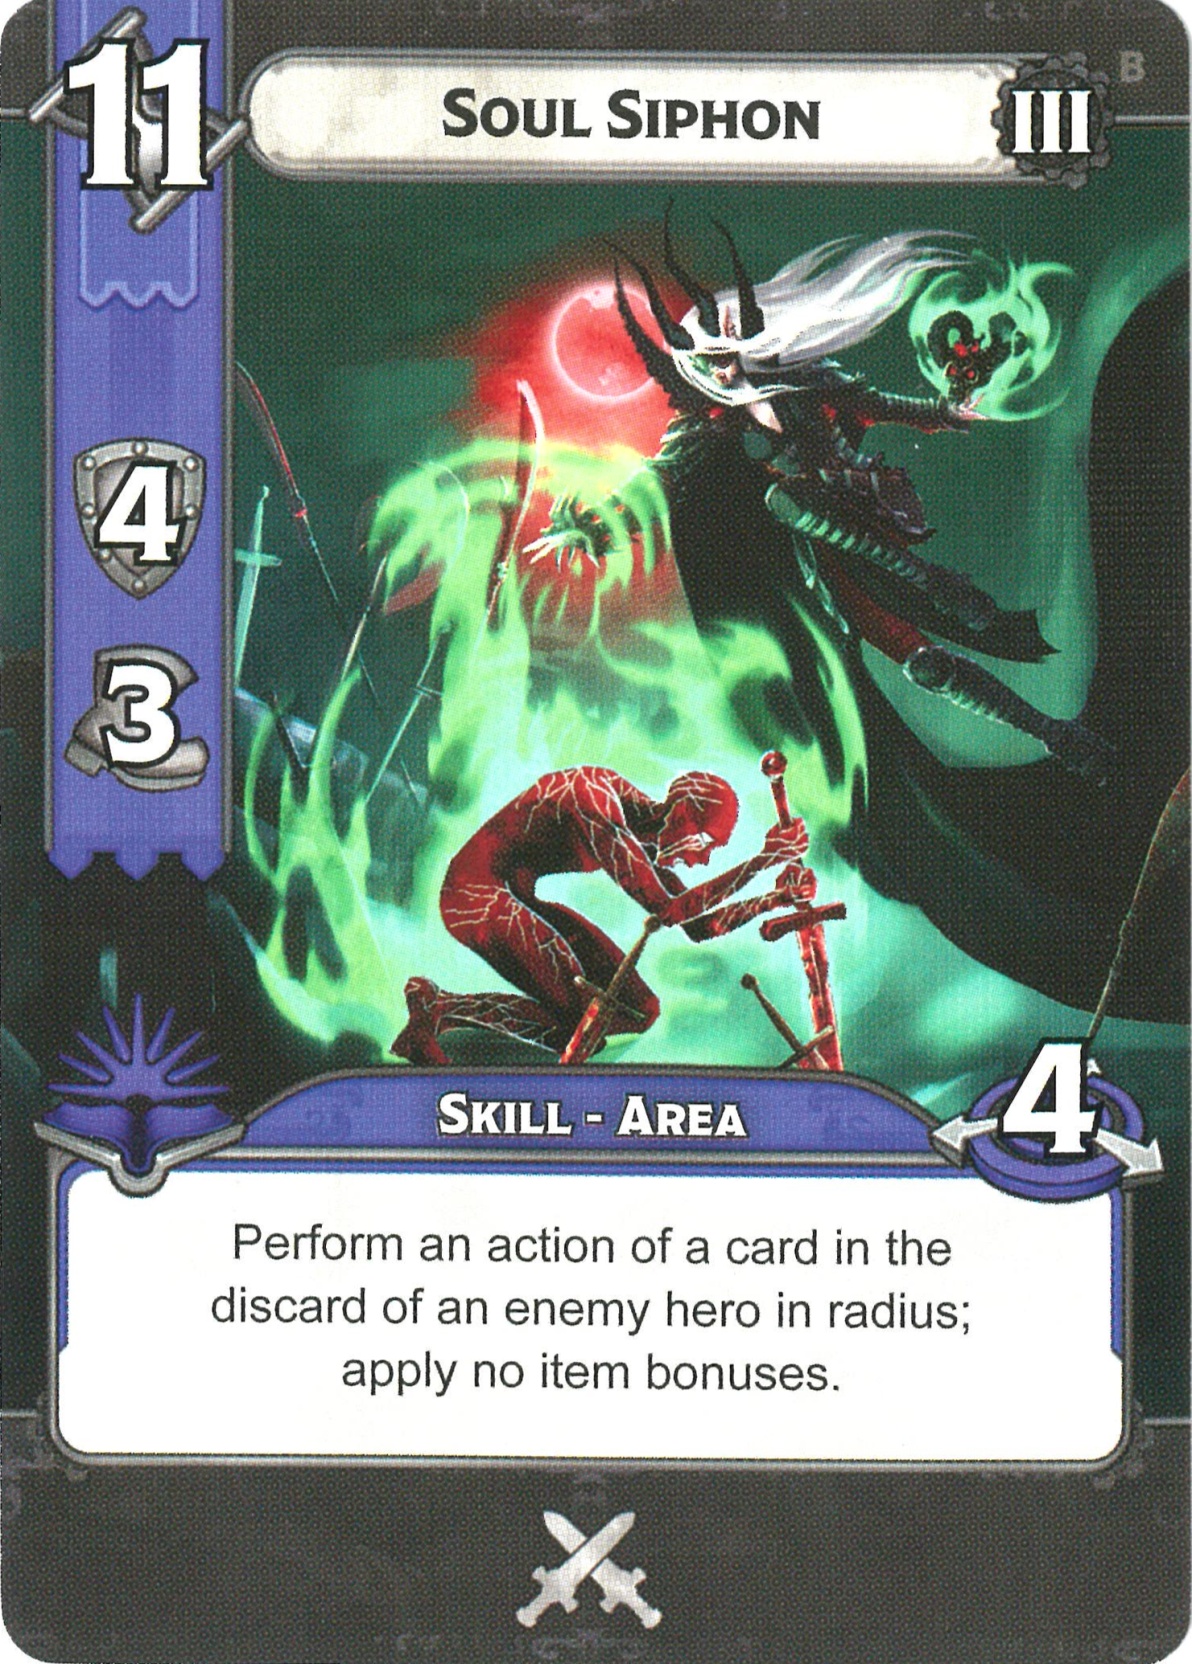 11
SOUL SIPHON
III
B
4
3
SKILL - AREA
4
Perform an action of a card in the
discard of an enemy hero in radius;
apply no item bonuses.